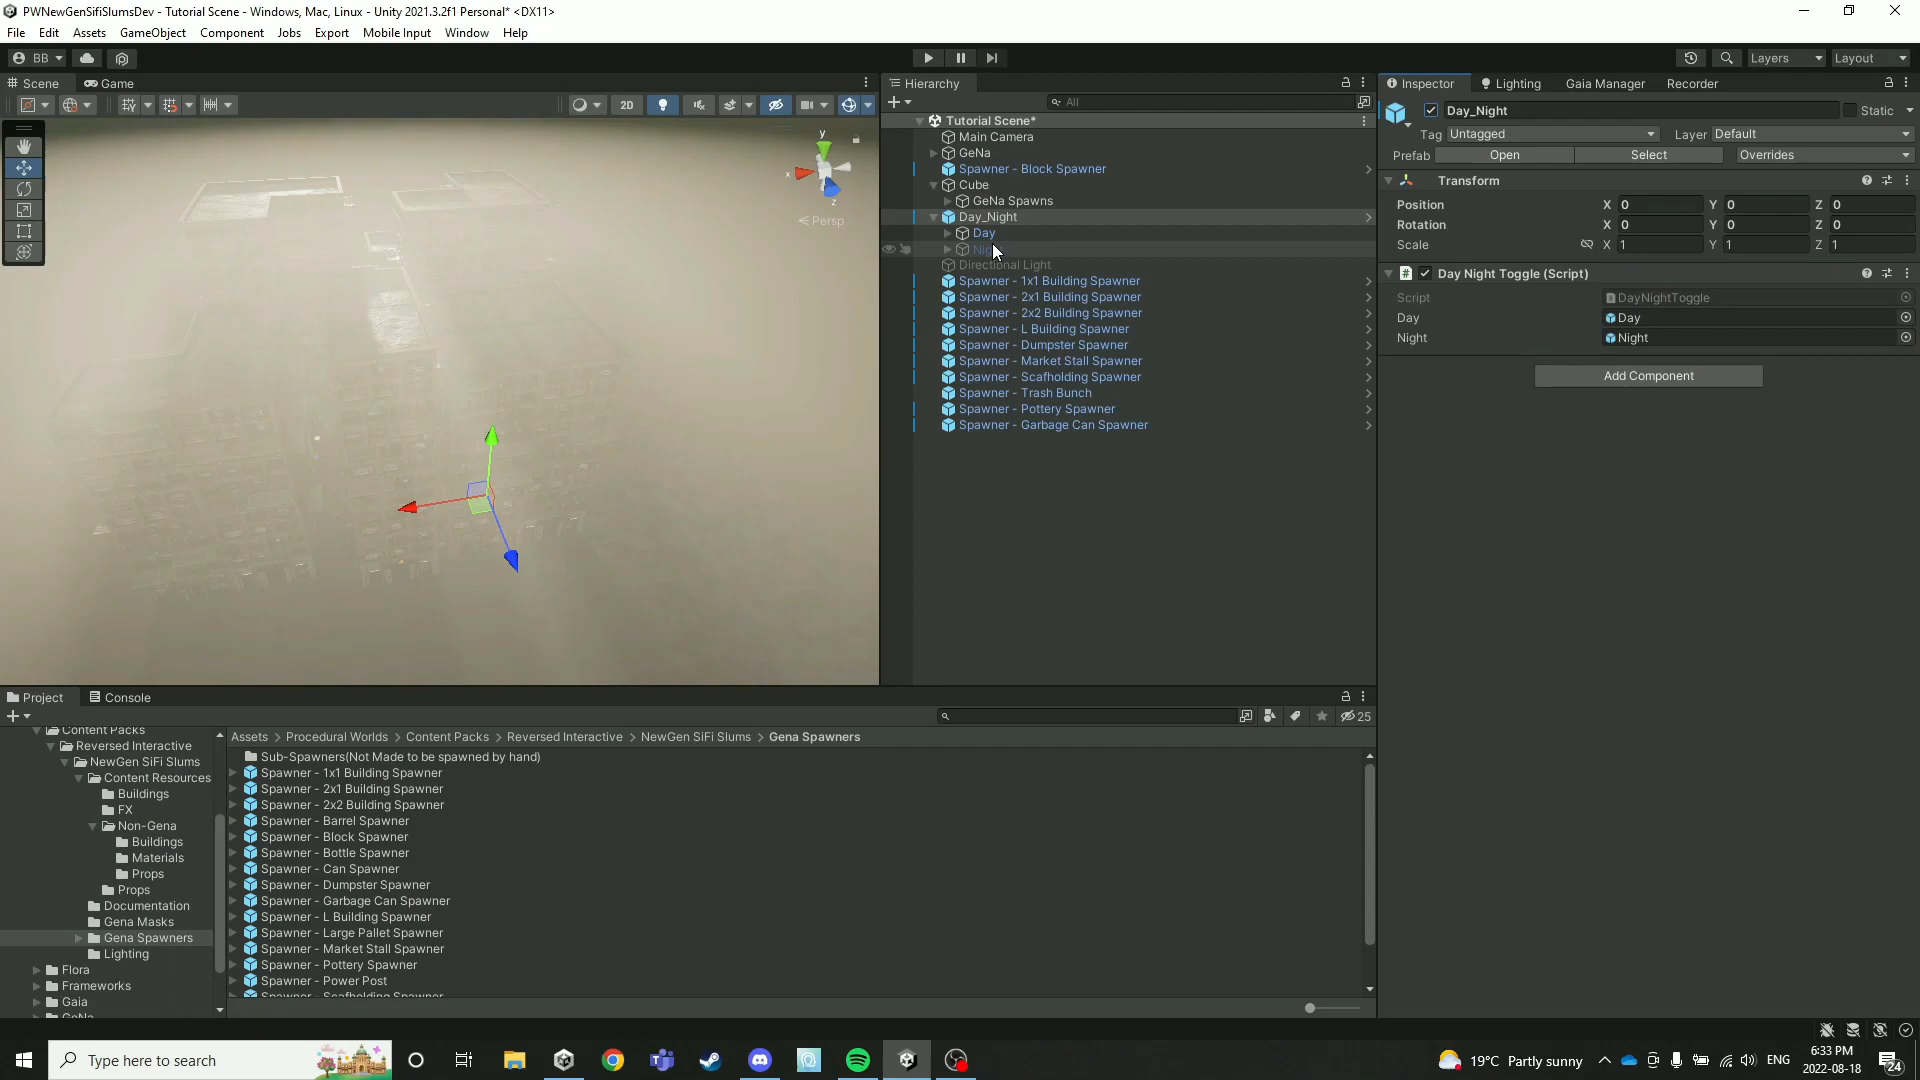 PWNewGenSifiSlumsDev - Tutorial Scene - Windows, Mac, Linux - Unity 2021.3.2f1 Personal* <DX11>
File Edit Assets GameObject Component Jobs Export Mobile Input Window Help
BB
Layers Layout
Scene Game
2D
y
x
z
Persp
Hierarchy
All
Tutorial Scene*
Main Camera
GeNa
Spawner - Block Spawner
Cube
GeNa Spawns
Day_Night
Day
Directional Light
Spawner - 1x1 Building Spawner
Spawner - 2x1 Building Spawner
Spawner - 2x2 Building Spawner
Spawner - L Building Spawner
Spawner - Dumpster Spawner
Spawner - Market Stall Spawner
Spawner - Scafholding Spawner
Spawner - Trash Bunch
Spawner - Pottery Spawner
Spawner - Garbage Can Spawner
Inspector Lighting Gaia Manager Recorder
Day_Night Static
Tag Untagged Layer Default
Prefab Open Select Overrides
Transform
Position X 0 Y 0 Z 0
Rotation X 0 Y 0 Z 0
Scale X 1 Y 1 Z 1
Day Night Toggle (Script)
Script DayNightToggle
Day Day
Night Night
Add Component
Project Console
25
Content Packs
Reversed Interactive
NewGen SiFi Slums
Content Resources
Buildings
FX
Non-Gena
Buildings
Materials
Props
Props
Documentation
Gena Masks
Gena Spawners
Lighting
Flora
Frameworks
Gaia
GeNa
Assets > Procedural Worlds > Content Packs > Reversed Interactive > NewGen SiFi Slums > Gena Spawners
Sub-Spawners(Not Made to be spawned by hand)
Spawner - 1x1 Building Spawner
Spawner - 2x1 Building Spawner
Spawner - 2x2 Building Spawner
Spawner - Barrel Spawner
Spawner - Block Spawner
Spawner - Bottle Spawner
Spawner - Can Spawner
Spawner - Dumpster Spawner
Spawner - Garbage Can Spawner
Spawner - L Building Spawner
Spawner - Large Pallet Spawner
Spawner - Market Stall Spawner
Spawner - Pottery Spawner
Spawner - Power Post
Spawner - Scafholding Spawner
Type here to search
19°C Partly sunny
ENG
6:33 PM
2022-08-18
24